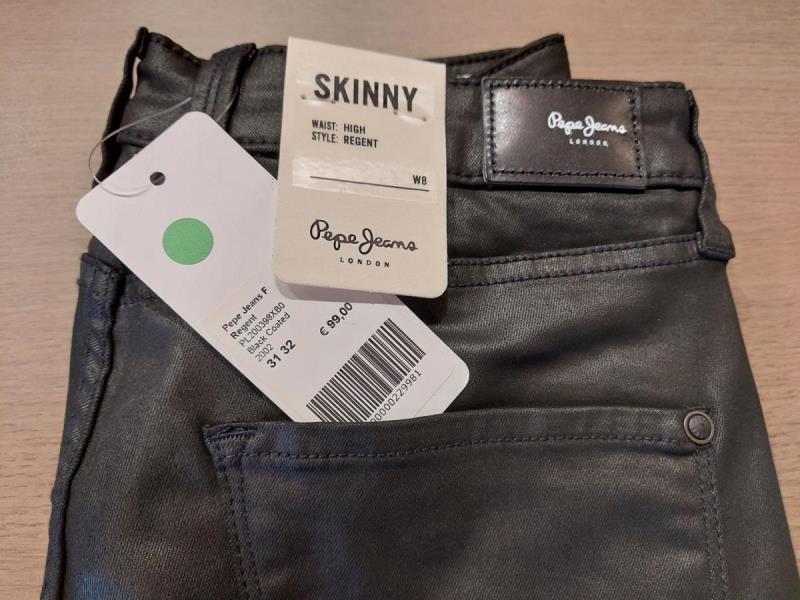 SKINNY
WAIST: HIGH
STYLE: REGENT
W8
Pepe Jeans
LONDON
Pepe Jeans
LONDON
Pepe Jeans F
Regent
PL200398XB0
Black Coated
2002
31 32
€ 99,00
0000229981